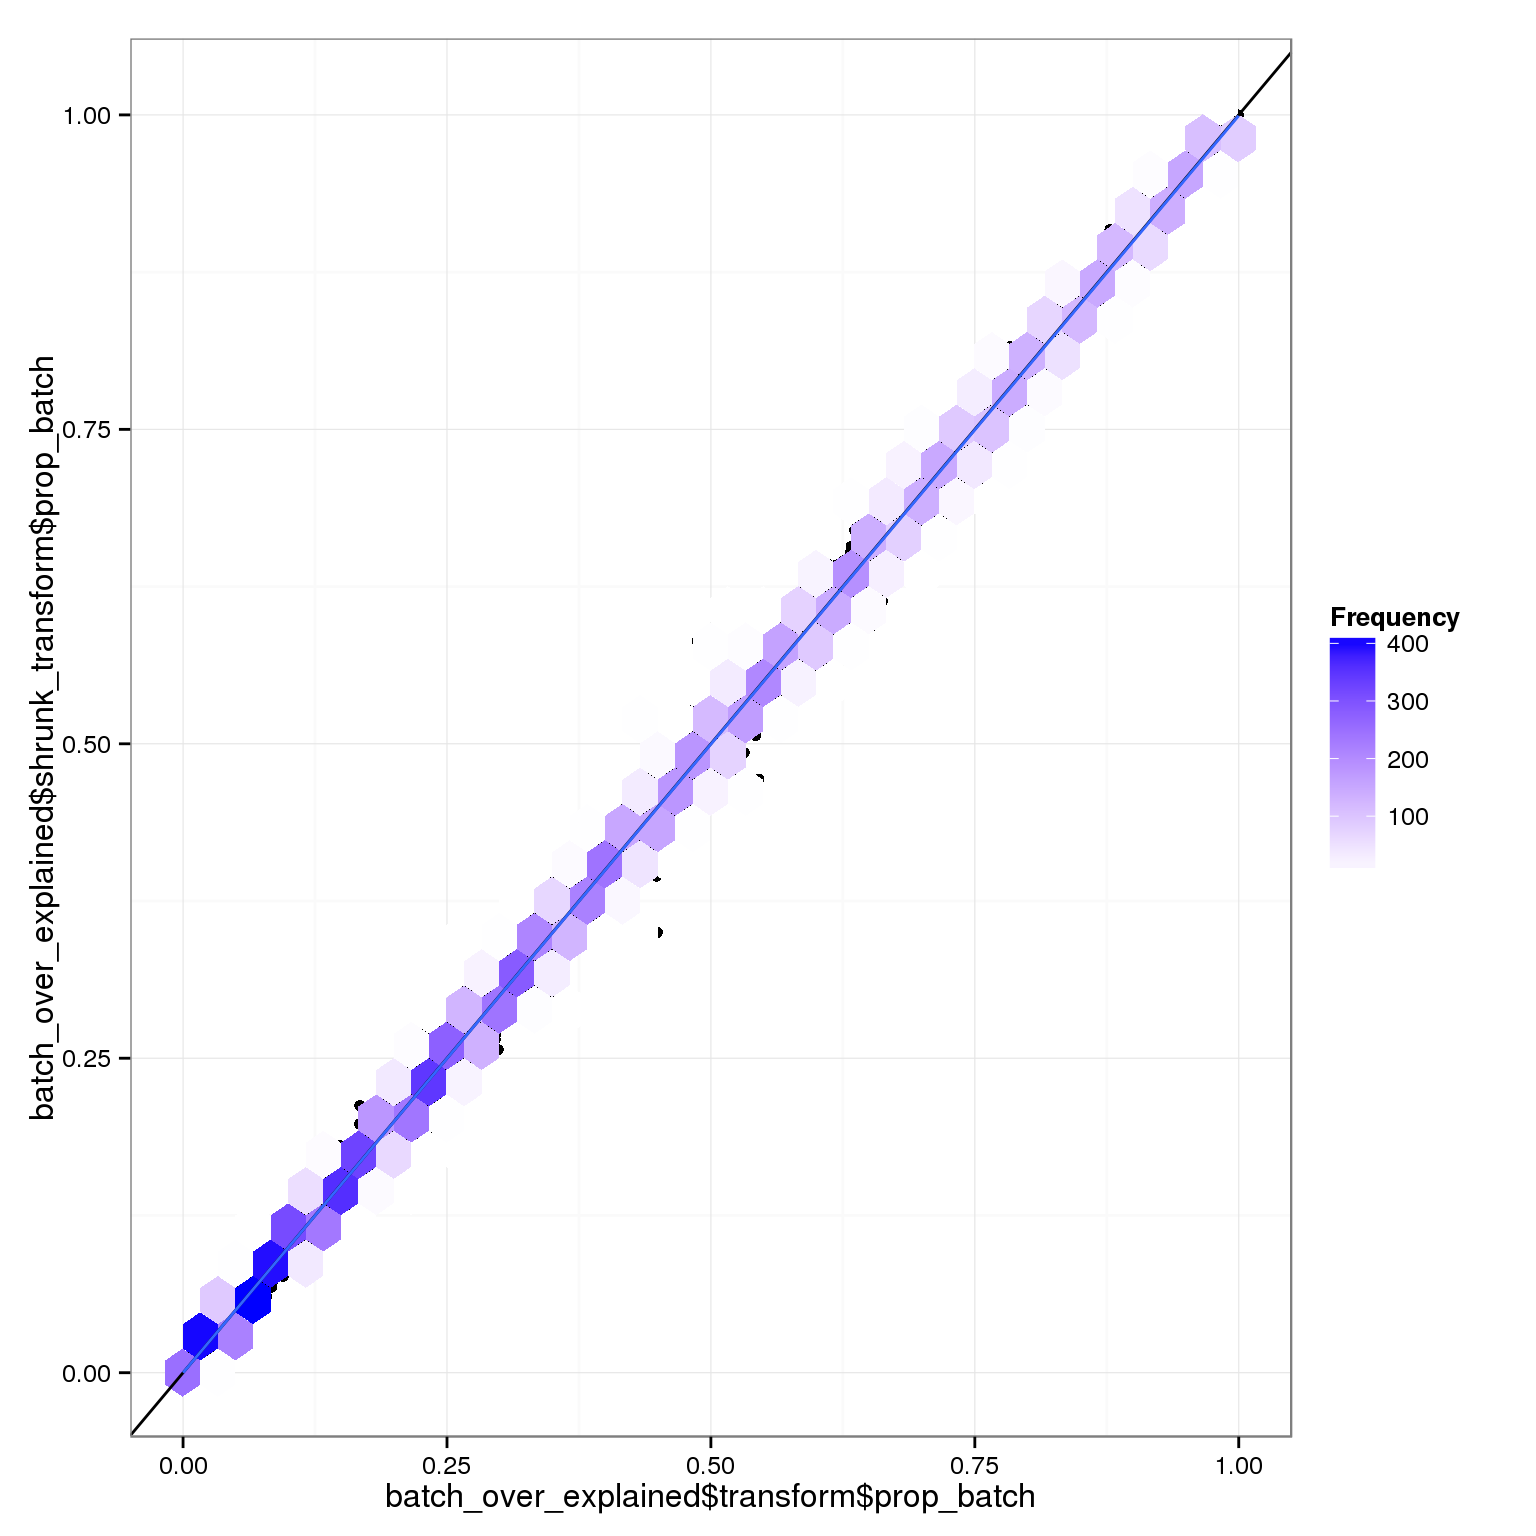 batch_over_explained$shrunk_transform$prop_batch
1.00
0.75
0.50
0.25
0.00
0.00 0.25 0.50 0.75 1.00
batch_over_explained$transform$prop_batch
Frequency
400
300
200
100